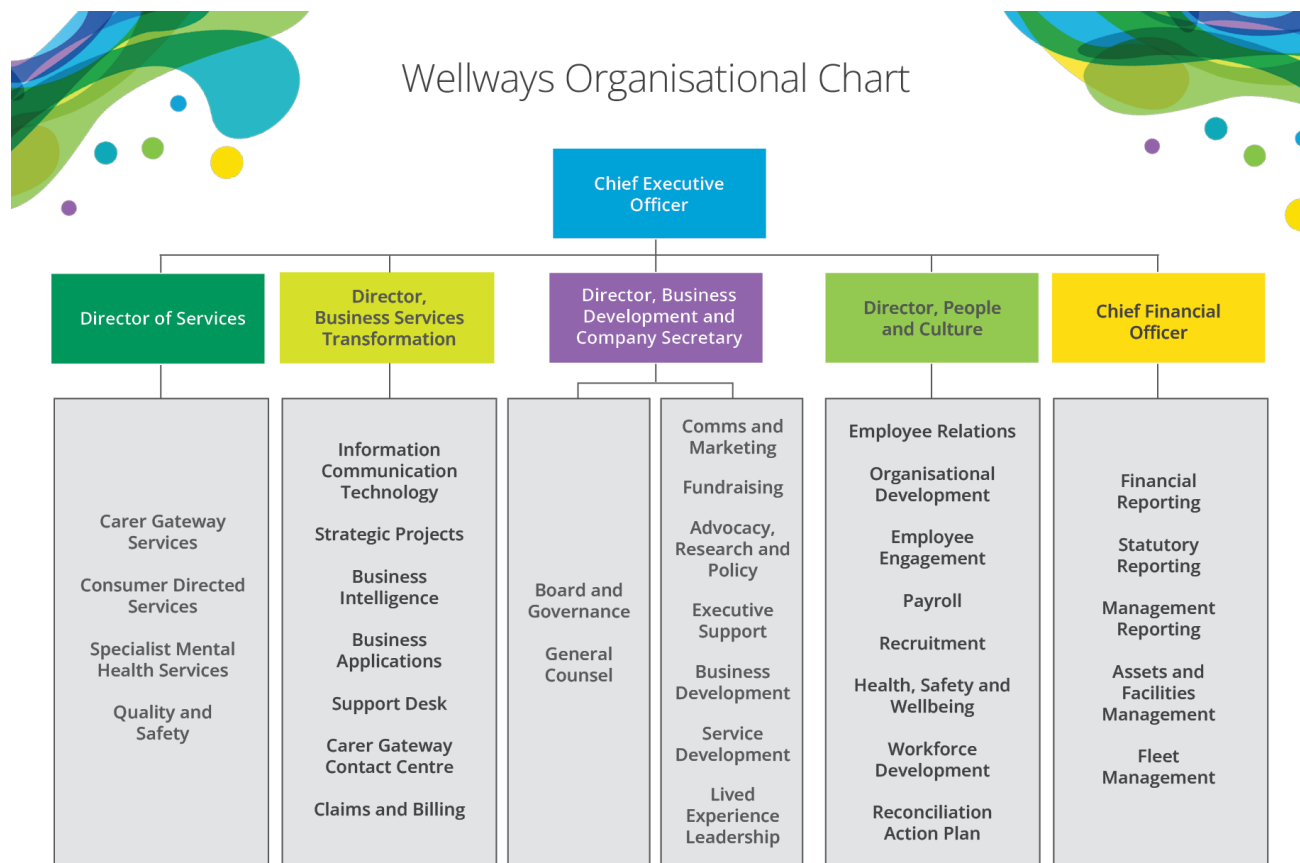 Wellways Organisational Chart
Chief Executive
Officer
Director of Services
Director,
Business Services
Transformation
Director, Business
Development and
Company Secretary
Director, People
and Culture
Chief Financial
Officer
Carer Gateway
Services
Consumer Directed
Services
Specialist Mental
Health Services
Quality and
Safety
Information
Communication
Technology
Strategic Projects
Business
Intelligence
Business
Applications
Support Desk
Carer Gateway
Contact Centre
Claims and Billing
Board and
Governance
General
Counsel
Comms and
Marketing
Fundraising
Advocacy,
Research and
Policy
Executive
Support
Business
Development
Service
Development
Lived
Experience
Leadership
Employee Relations
Organisational
Development
Employee
Engagement
Payroll
Recruitment
Health, Safety and
Wellbeing
Workforce
Development
Reconciliation
Action Plan
Financial
Reporting
Statutory
Reporting
Management
Reporting
Assets and
Facilities
Management
Fleet
Management